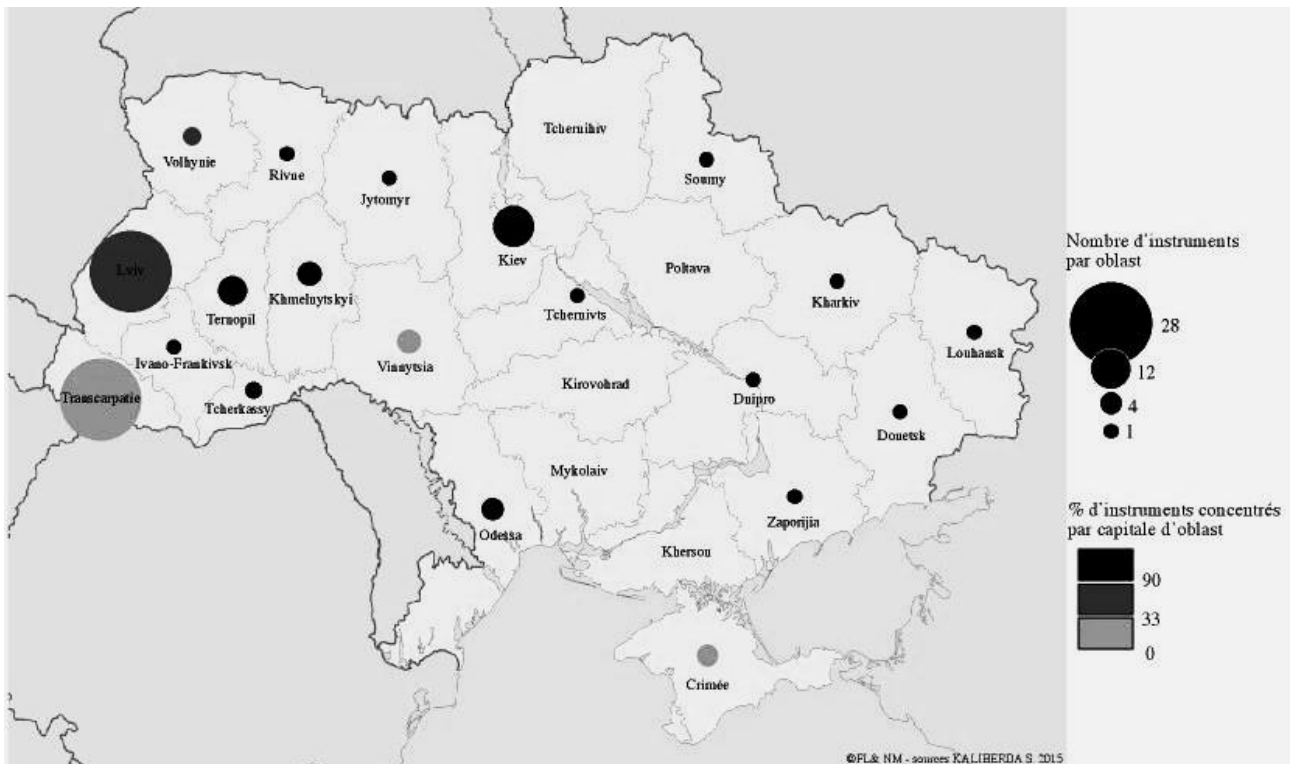 Tchernihiv
Volhynie
Rivne
Soumy
Jytomyr
Kiev
Poltava
Lviv
Ternopil
Khmelnytskyi
Tchernivts
Kharkiv
Louhansk
Ivano-Frankivsk
Vinnytsia
Kirovohrad
Transcarpatie
Tcherkassy
Dnipro
Donetsk
Mykolaiv
Zaporijia
Odessa
Kherson
Crimée
Nombre d'instruments
par oblast
28
12
4
1
% d'instruments concentrés
par capitale d'oblast
90
33
0
©FL& NM - sources KALIBERDA S. 2015